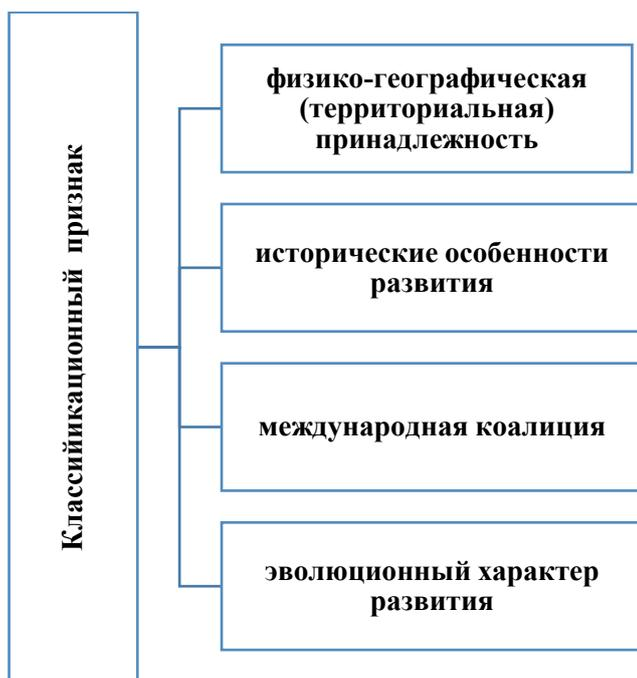 Классийикационный признак
физико-географическая
(территориальная)
принадлежность
исторические особенности
развития
международная коалиция
эволюционный характер
развития